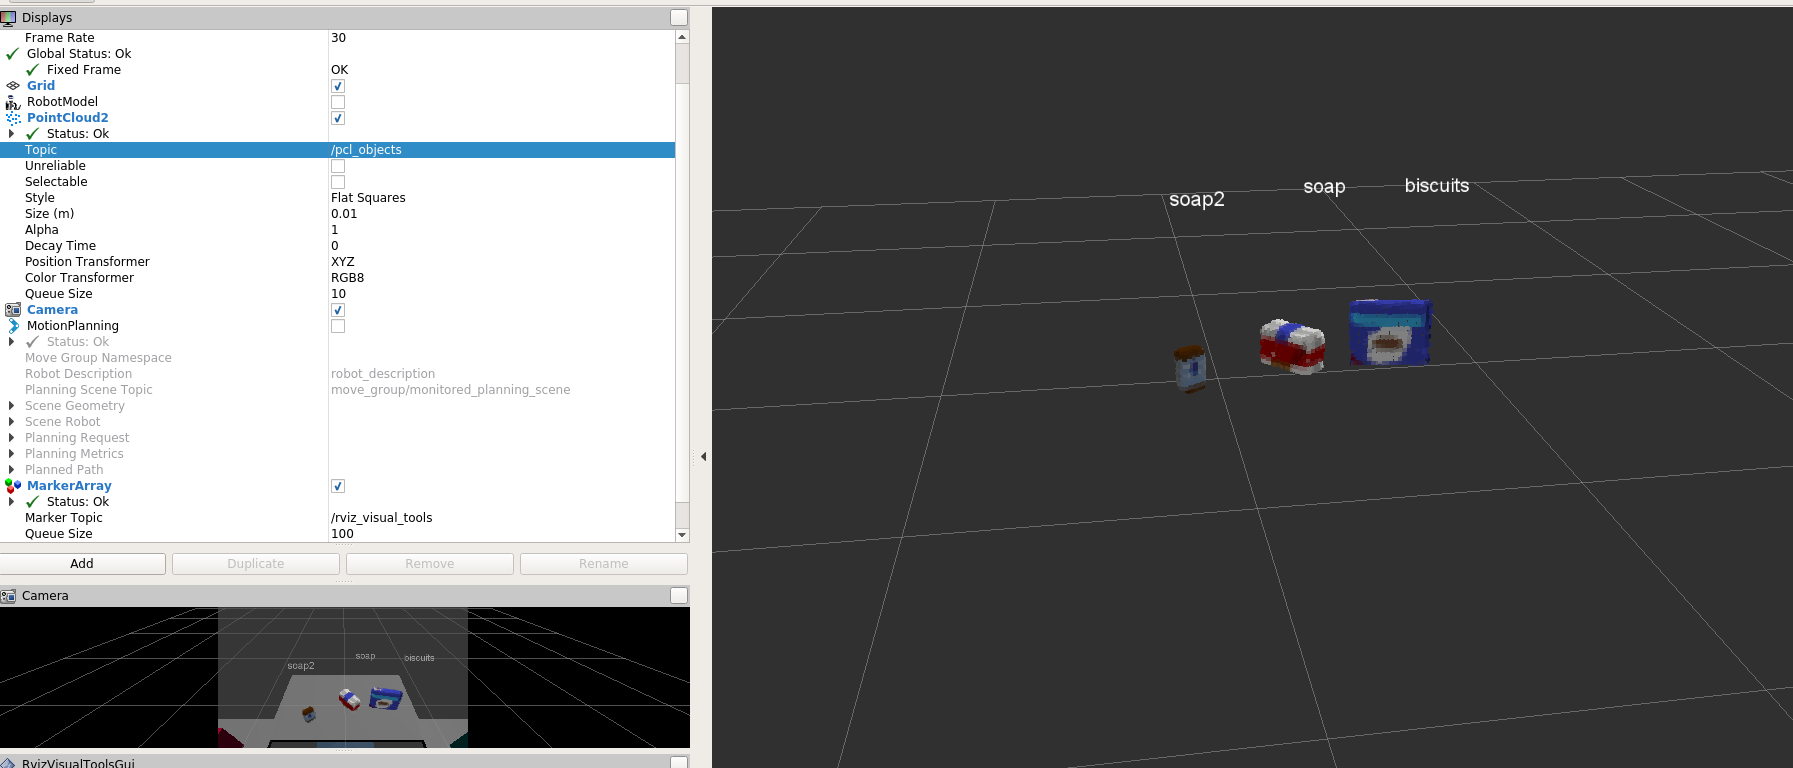 Displays
Frame Rate 30
Global Status: Ok
Fixed Frame OK
Grid
RobotModel
PointCloud2
Status: Ok
Topic /pcl_objects
Unreliable
Selectable
Style Flat Squares
Size (m) 0.01
Alpha 1
Decay Time 0
Position Transformer XYZ
Color Transformer RGB8
Queue Size 10
Camera
MotionPlanning
Status: Ok
Move Group Namespace
Robot Description robot_description
Planning Scene Topic move_group/monitored_planning_scene
Scene Geometry
Scene Robot
Planning Request
Planning Metrics
Planned Path
MarkerArray
Status: Ok
Marker Topic /rviz_visual_tools
Queue Size 100
Add Duplicate Remove Rename
Camera
soap2 soap biscuits
RvizVisualToolsGui
soap2 soap biscuits